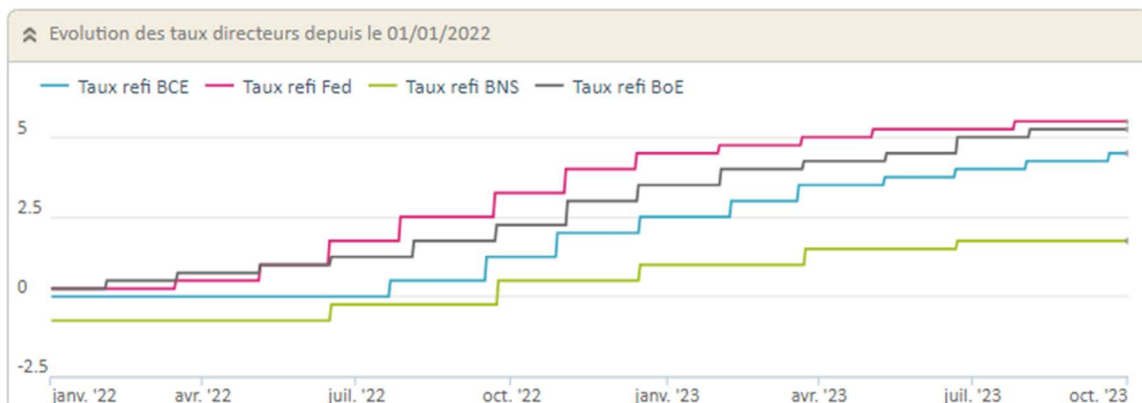 Evolution des taux directeurs depuis le 01/01/2022
Taux refi BCE Taux refi Fed Taux refi BNS Taux refi BoE
5
2.5
0
-2.5
janv. '22 avr. '22 juil. '22 oct. '22 janv. '23 avr. '23 juil. '23 oct. '23